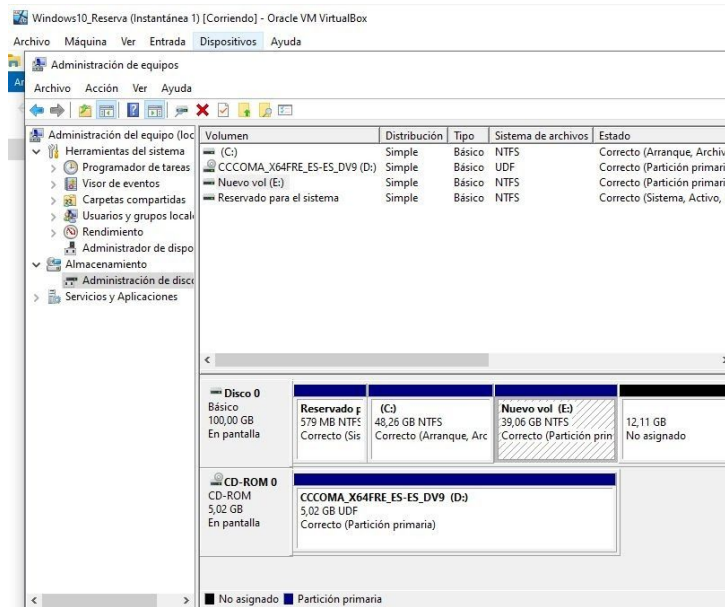 Windows10_Reserva (Instantánea 1) [Corriendo] - Oracle VM VirtualBox
Archivo Máquina Ver Entrada Dispositivos Ayuda
Administración de equipos
Archivo Acción Ver Ayuda
Administración del equipo (loc
Herramientas del sistema
Programador de tareas
Visor de eventos
Carpetas compartidas
Usuarios y grupos local
Rendimiento
Administrador de dispo
Almacenamiento
Administración de disco
Servicios y Aplicaciones
Volumen Distribución Tipo Sistema de archivos Estado
(C:) Simple Básico NTFS Correcto (Arranque, Archiv
CCCOMA_X64FRE_ES-ES_DV9 (D:) Simple Básico UDF Correcto (Partición primari
Nuevo vol (E:) Simple Básico NTFS Correcto (Partición primari
Reservado para el sistema Simple Básico NTFS Correcto (Sistema, Activo,
Disco 0
Básico
100,00 GB
En pantalla
Reservado p
579 MB NTFS
Correcto (Sis
(C:)
48,26 GB NTFS
Correcto (Arranque, Arc
Nuevo vol (E:)
39,06 GB NTFS
Correcto (Partición prin
12,11 GB
No asignado
CD-ROM 0
CD-ROM
5,02 GB
En pantalla
CCCOMA_X64FRE_ES-ES_DV9 (D:)
5,02 GB UDF
Correcto (Partición primaria)
No asignado Partición primaria